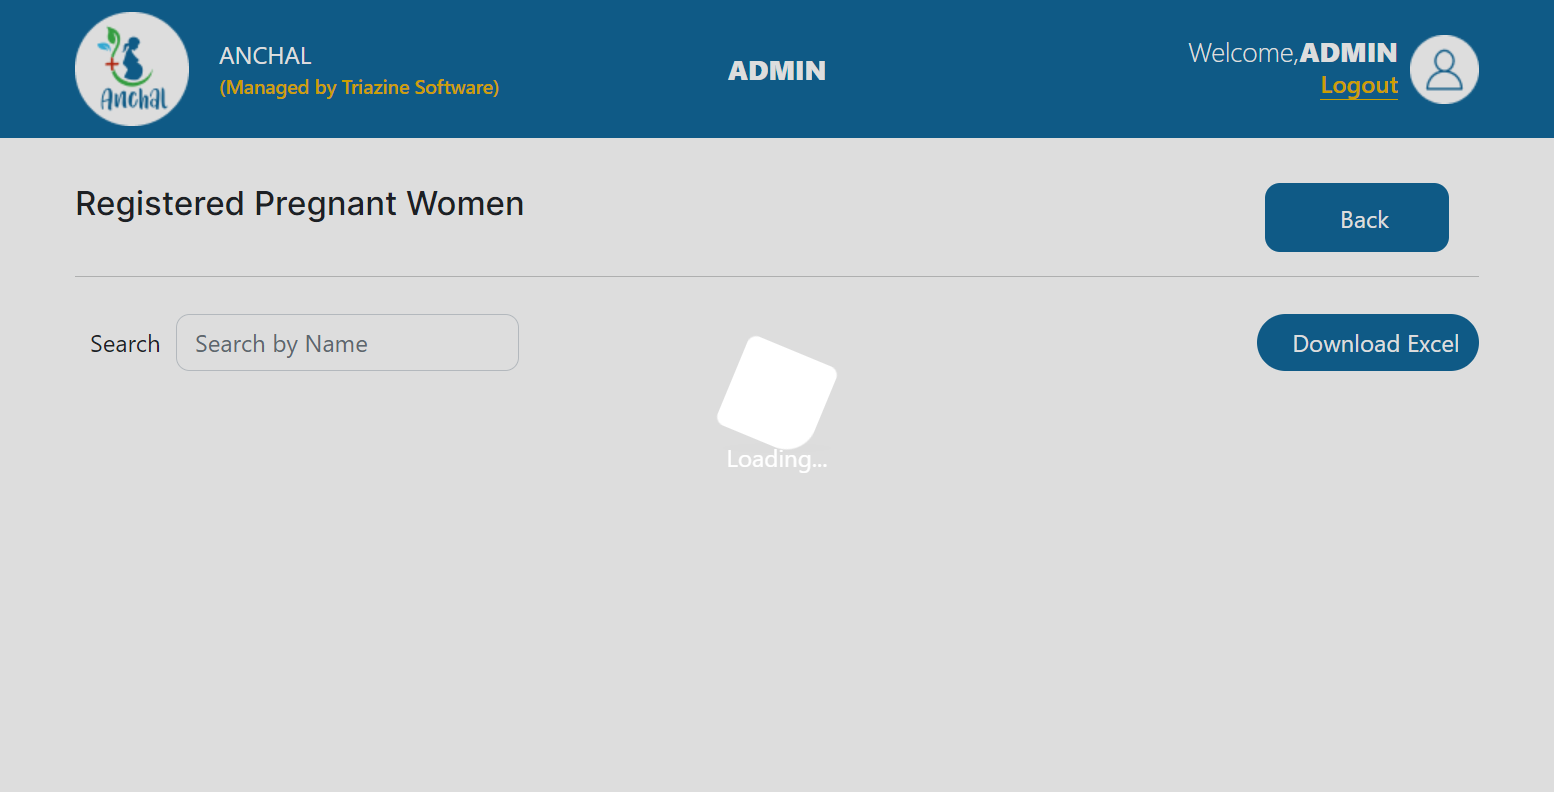 Anchal
ANCHAL
(Managed by Triazine Software)
ADMIN
Welcome,ADMIN
Logout
Registered Pregnant Women
Back
Search
Search by Name
Download Excel
Loading...